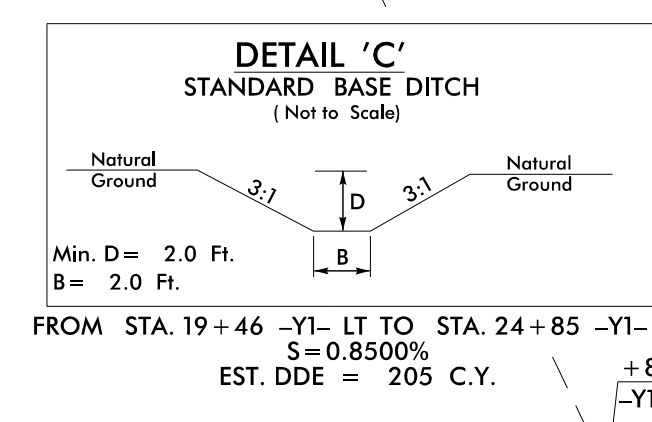 DETAIL 'C'
STANDARD BASE DITCH
( Not to Scale)
Natural
Ground
3:1
D
3:1
Natural
Ground
B
Min. D= 2.0 Ft.
B= 2.0 Ft.
FROM STA. 19+46 -Y1- LT TO STA. 24+85 -Y1-
S=0.8500%
EST. DDE = 205 C.Y.
+8
-Y1